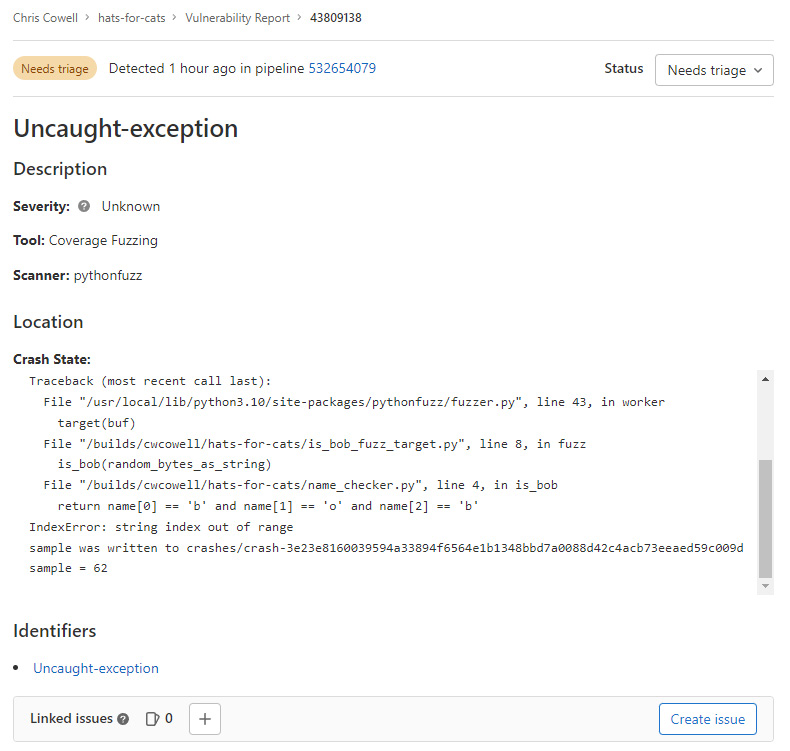 Chris Cowell › hats-for-cats › Vulnerability Report › 43809138
Needs triage Detected 1 hour ago in pipeline 532654079 Status Needs triage
Uncaught-exception
Description
Severity: Unknown
Tool: Coverage Fuzzing
Scanner: pythonfuzz
Location
Crash State:
Traceback (most recent call last):
File "/usr/local/lib/python3.10/site-packages/pythonfuzz/fuzzer.py", line 43, in worker
target(buf)
File "/builds/cwcowell/hats-for-cats/is_bob_fuzz_target.py", line 8, in fuzz
is_bob(random_bytes_as_string)
File "/builds/cwcowell/hats-for-cats/name_checker.py", line 4, in is_bob
return name[0] == 'b' and name[1] == 'o' and name[2] == 'b'
IndexError: string index out of range
sample was written to crashes/crash-3e23e8160039594a33894f6564e1b1348bbd7a0088d42c4acb73eeaed59c009d
sample = 62
Identifiers
• Uncaught-exception
Linked issues 0 + Create issue